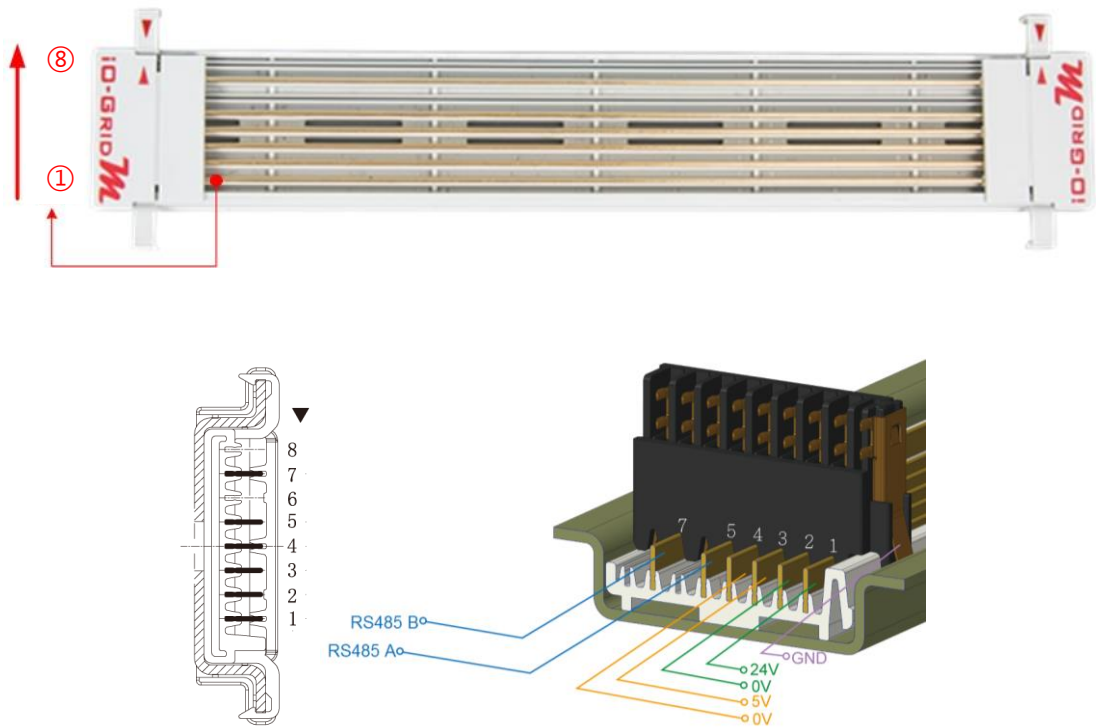 ⑧
①
iO-GRID M
iO-GRID M
8
7
6
5
4
3
2
1
7 5 4 3 2 1
RS485 B
RS485 A
GND
24V
0V
5V
0V